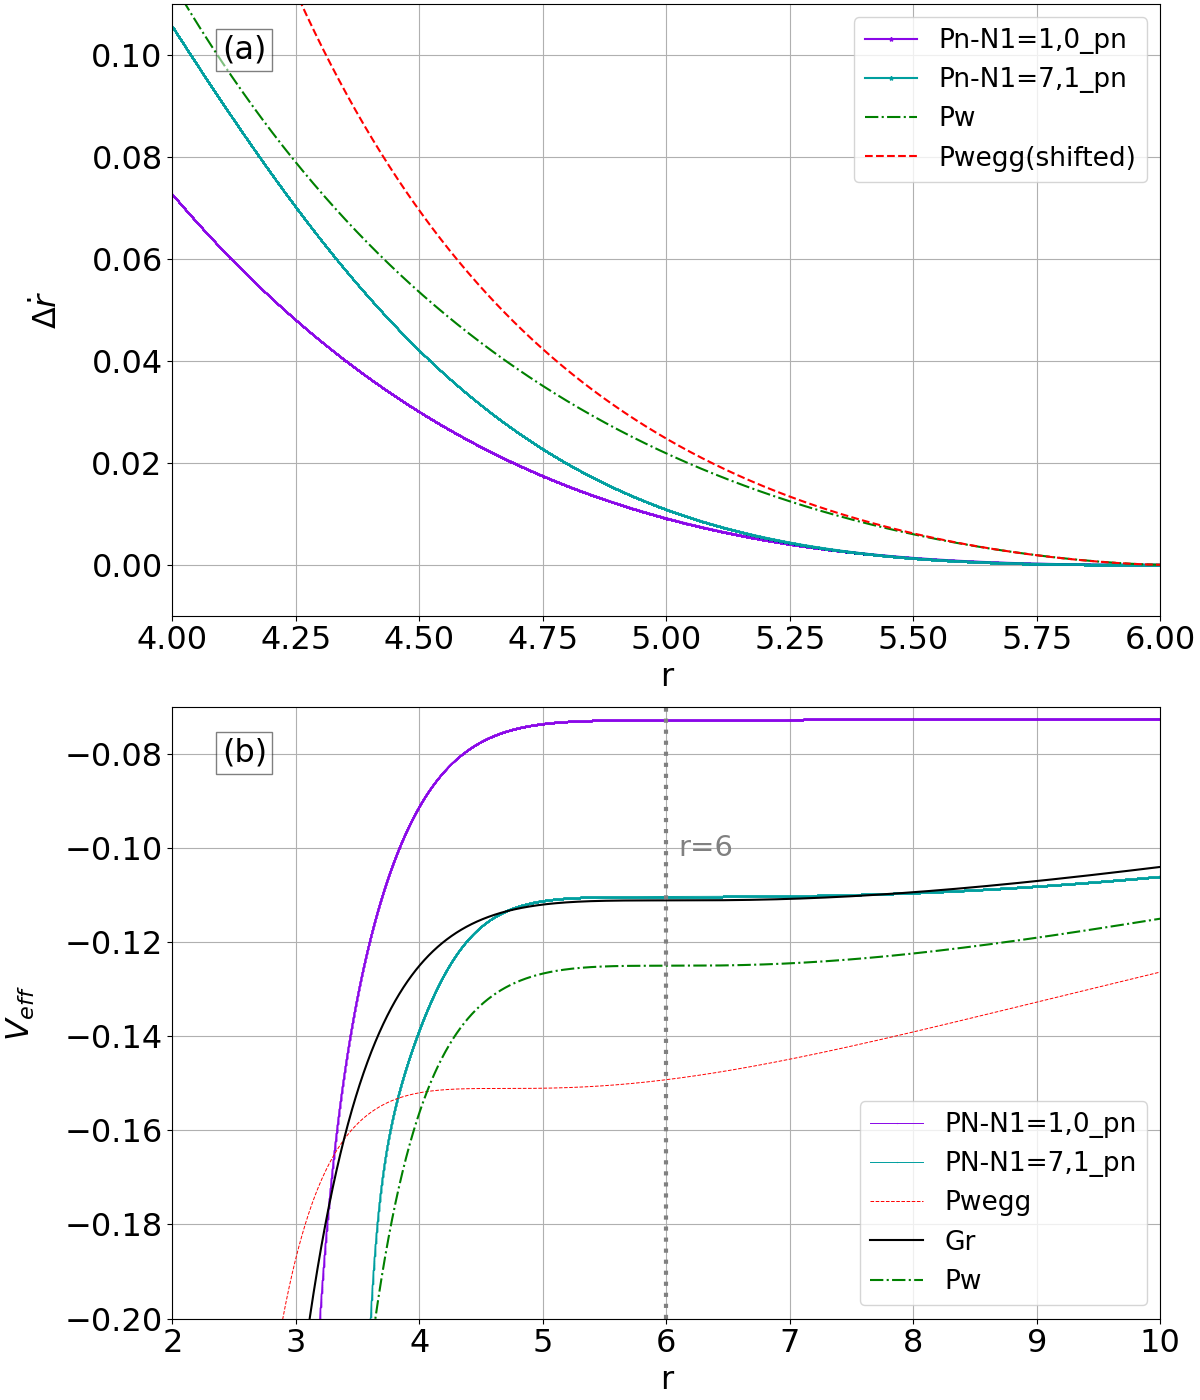 (a)
Pn-N1=1,0_pn
Pn-N1=7,1_pn
Pw
Pwegg(shifted)
0.10
0.08
0.06
0.04
0.02
0.00
Δṙ
4.00 4.25 4.50 4.75 5.00 5.25 5.50 5.75 6.00
r
(b)
−0.08
−0.10
−0.12
−0.14
−0.16
−0.18
−0.20
V_eff
r=6
PN-N1=1,0_pn
PN-N1=7,1_pn
Pwegg
Gr
Pw
2 3 4 5 6 7 8 9 10
r